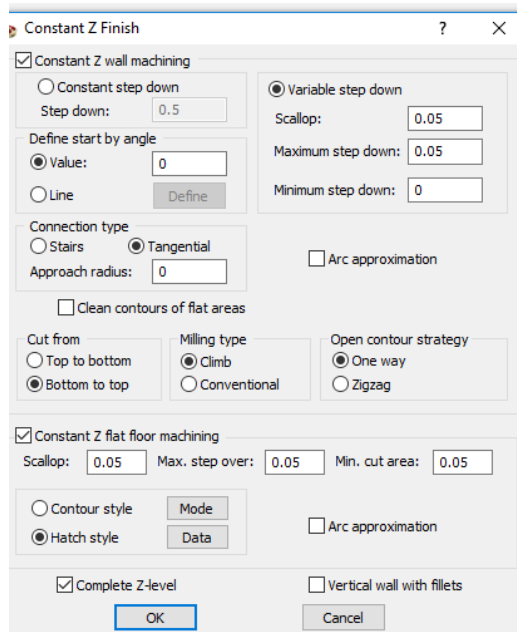 Constant Z Finish ? ×
Constant Z wall machining
Constant step down
Step down: 0.5
Variable step down
Scallop: 0.05
Maximum step down: 0.05
Minimum step down: 0
Define start by angle
Value: 0
Line Define
Connection type
Stairs Tangential
Approach radius: 0
Arc approximation
Clean contours of flat areas
Cut from
Top to bottom
Bottom to top
Milling type
Climb
Conventional
Open contour strategy
One way
Zigzag
Constant Z flat floor machining
Scallop: 0.05 Max. step over: 0.05 Min. cut area: 0.05
Contour style Mode
Hatch style Data
Arc approximation
Complete Z-level Vertical wall with fillets
OK Cancel